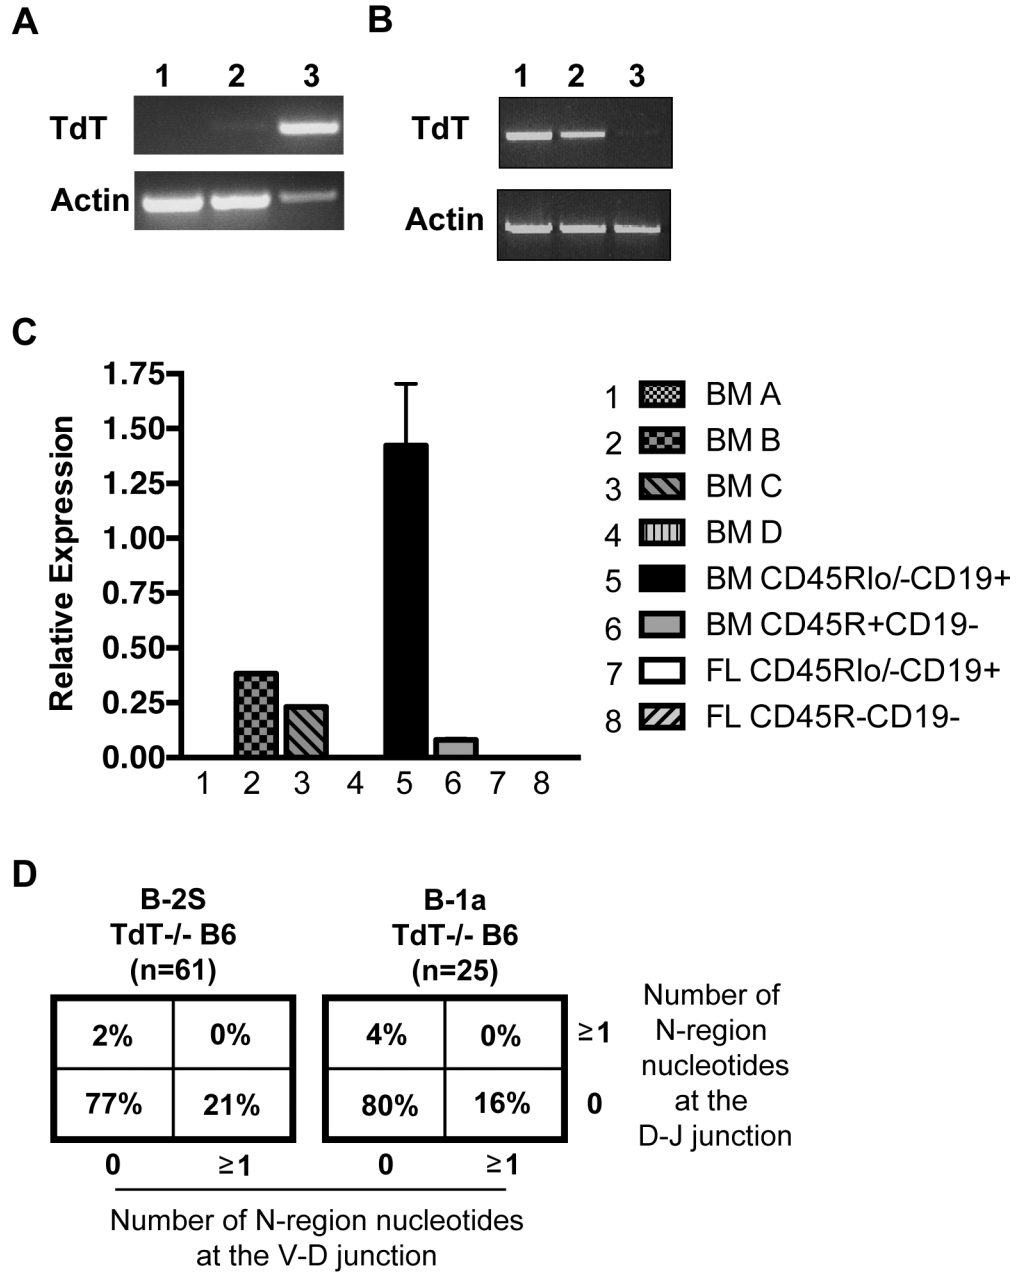 A
1 2 3
TdT
Actin
B
1 2 3
TdT
Actin
C
Relative Expression
1.75
1.50
1.25
1.00
0.75
0.50
0.25
0.00
1 2 3 4 5 6 7 8
1 BM A
2 BM B
3 BM C
4 BM D
5 BM CD45Rlo/-CD19+
6 BM CD45R+CD19-
7 FL CD45Rlo/-CD19+
8 FL CD45R-CD19-
D
B-2S
TdT-/- B6
(n=61)
2% 0%
77% 21%
0 ≥1
B-1a
TdT-/- B6
(n=25)
4% 0%
80% 16%
0 ≥1
≥1
0
Number of
N-region
nucleotides
at the
D-J junction
Number of N-region nucleotides
at the V-D junction